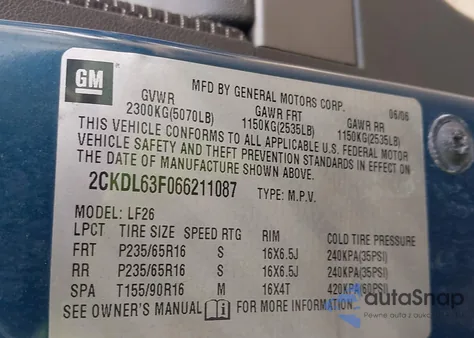 GM
MFD BY GENERAL MOTORS CORP. 06/06
GVWR GAWR FRT GAWR RR
2300KG(5070LB) 1150KG(2535LB) 1150KG(2535LB)
THIS VEHICLE CONFORMS TO ALL APPLICABLE U.S. FEDERAL MOTOR
VEHICLE SAFETY AND THEFT PREVENTION STANDARDS IN EFFECT ON
THE DATE OF MANUFACTURE SHOWN ABOVE.
2CKDL63F066211087 TYPE: M.P.V.
MODEL: LF26
LPCT TIRE SIZE SPEED RTG RIM COLD TIRE PRESSURE
FRT P235/65R16 S 16X6.5J 240KPA(35PSI)
RR P235/65R16 S 16X6.5J 240KPA(35PSI)
SPA T155/90R16 M 16X4T 420KPA(60PSI)
SEE OWNER'S MANUAL FOR MORE INFORMATION.
autoSnap
Pewne auta z